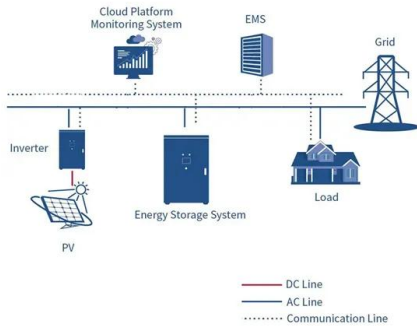 Cloud Platform
Monitoring System
EMS
Grid
Inverter
Energy Storage System
Load
PV
DC Line
AC Line
Communication Line